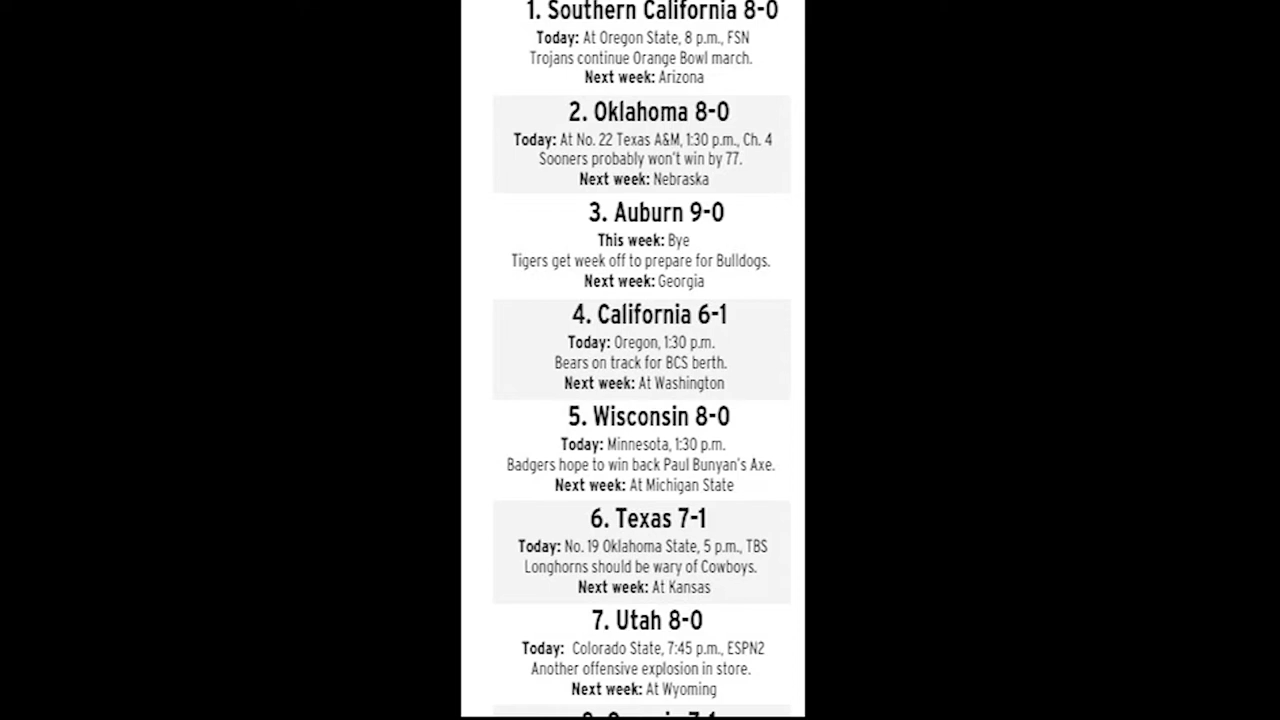 1. Southern California 8-0
Today: At Oregon State, 8 p.m., FSN
Trojans continue Orange Bowl march.
Next week: Arizona
2. Oklahoma 8-0
Today: At No. 22 Texas A&M, 1:30 p.m., Ch. 4
Sooners probably won't win by 77.
Next week: Nebraska
3. Auburn 9-0
This week: Bye
Tigers get week off to prepare for Bulldogs.
Next week: Georgia
4. California 6-1
Today: Oregon, 1:30 p.m.
Bears on track for BCS berth.
Next week: At Washington
5. Wisconsin 8-0
Today: Minnesota, 1:30 p.m.
Badgers hope to win back Paul Bunyan's Axe.
Next week: At Michigan State
6. Texas 7-1
Today: No. 19 Oklahoma State, 5 p.m., TBS
Longhorns should be wary of Cowboys.
Next week: At Kansas
7. Utah 8-0
Today: Colorado State, 7:45 p.m., ESPN2
Another offensive explosion in store.
Next week: At Wyoming